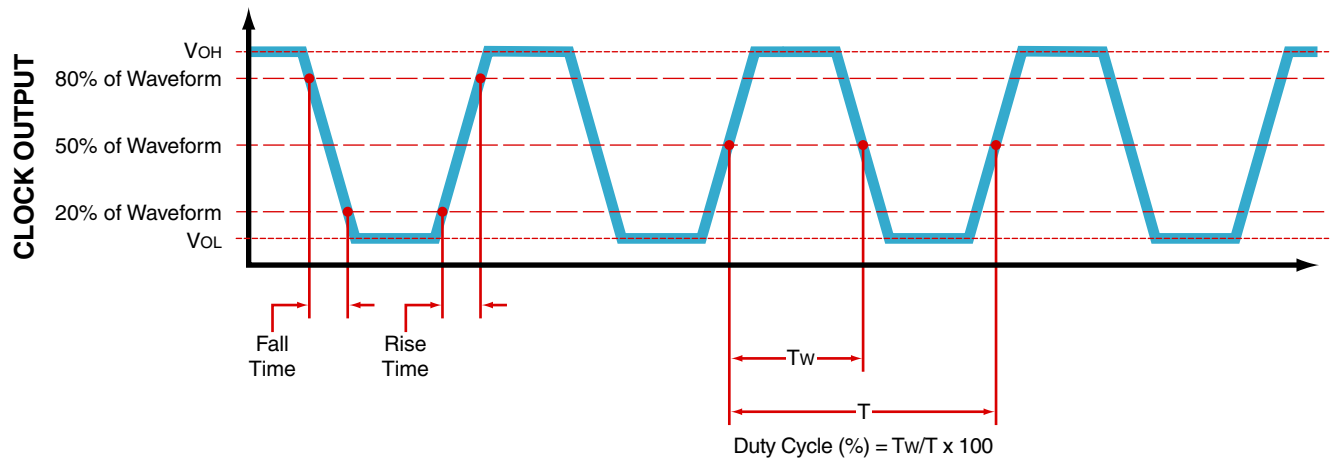 CLOCK OUTPUT
VOH
80% of Waveform
50% of Waveform
20% of Waveform
VOL
Fall
Time
Rise
Time
TW
T
Duty Cycle (%) = TW/T x 100